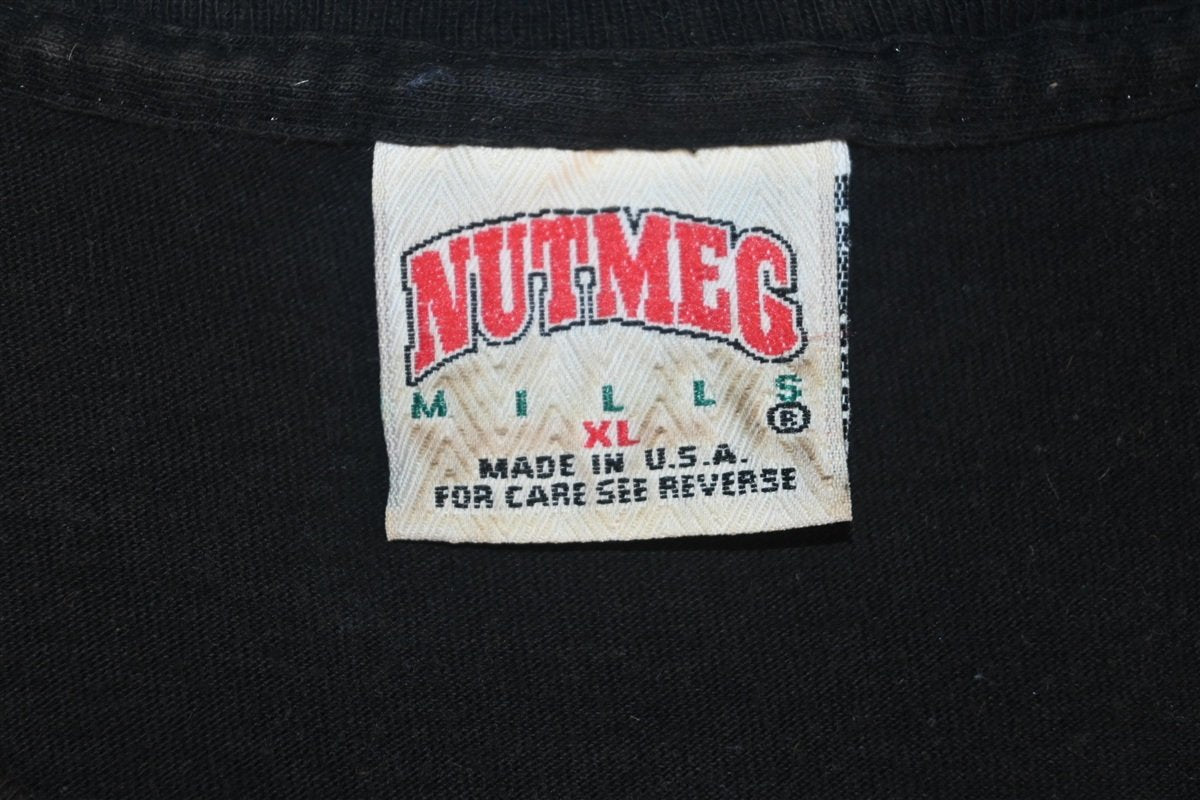 NUTMEG
MILLS
®
XL
MADE IN U.S.A.
FOR CARE SEE REVERSE